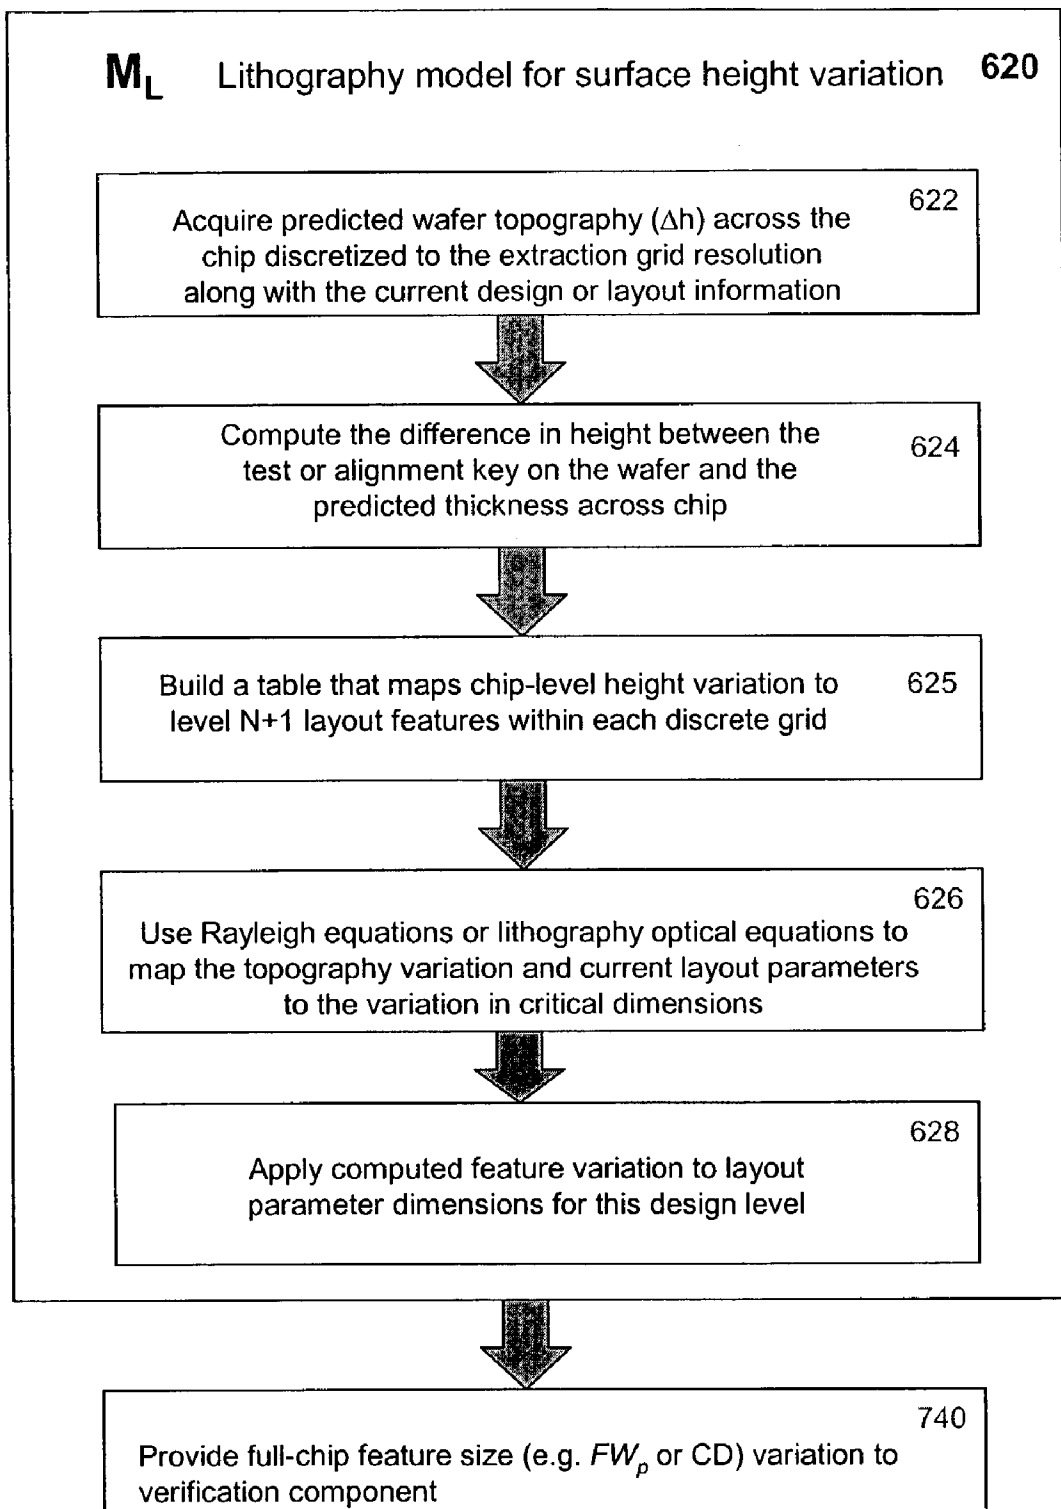 M_L Lithography model for surface height variation 620
622
Acquire predicted wafer topography (Δh) across the
chip discretized to the extraction grid resolution
along with the current design or layout information
Compute the difference in height between the
624
test or alignment key on the wafer and the
predicted thickness across chip
Build a table that maps chip-level height variation to 625
level N+1 layout features within each discrete grid
626
Use Rayleigh equations or lithography optical equations to
map the topography variation and current layout parameters
to the variation in critical dimensions
628
Apply computed feature variation to layout
parameter dimensions for this design level
740
Provide full-chip feature size (e.g. FW_p or CD) variation to
verification component